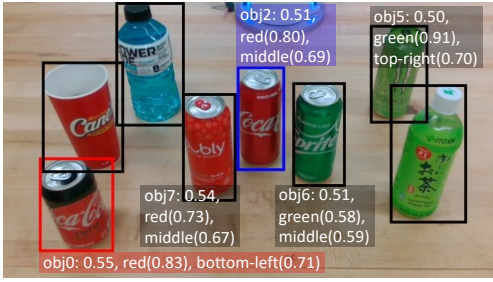 obj2: 0.51,
red(0.80),
middle(0.69)
obj5: 0.50,
green(0.91),
top-right(0.70)
POWER
Cane
bubly
Coca
Sprite
ITO EN
お〜い
お茶
Coca-Cola
obj7: 0.54,
red(0.73),
middle(0.67)
obj6: 0.51,
green(0.58),
middle(0.59)
obj0: 0.55, red(0.83), bottom-left(0.71)